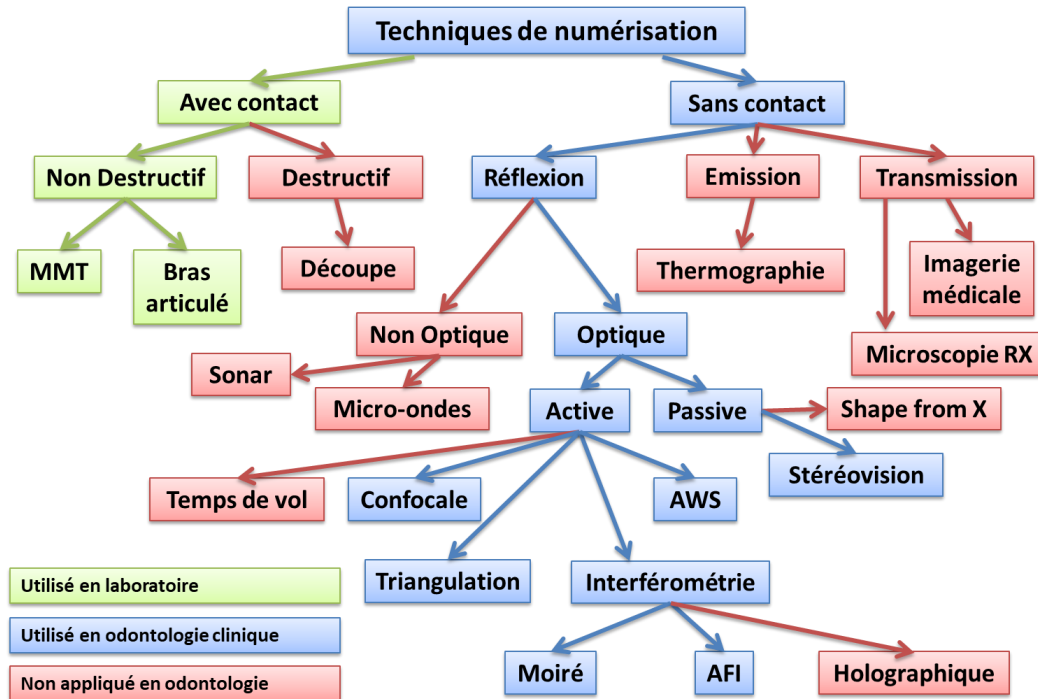 Techniques de numérisation
Avec contact
Sans contact
Non Destructif
Destructif
Réflexion
Emission
Transmission
MMT
Bras
articulé
Découpe
Thermographie
Imagerie
médicale
Non Optique
Optique
Microscopie RX
Sonar
Micro-ondes
Active
Passive
Shape from X
Stéréovision
Temps de vol
Confocale
AWS
Triangulation
Interférométrie
Utilisé en laboratoire
Utilisé en odontologie clinique
Non appliqué en odontologie
Moiré
AFI
Holographique